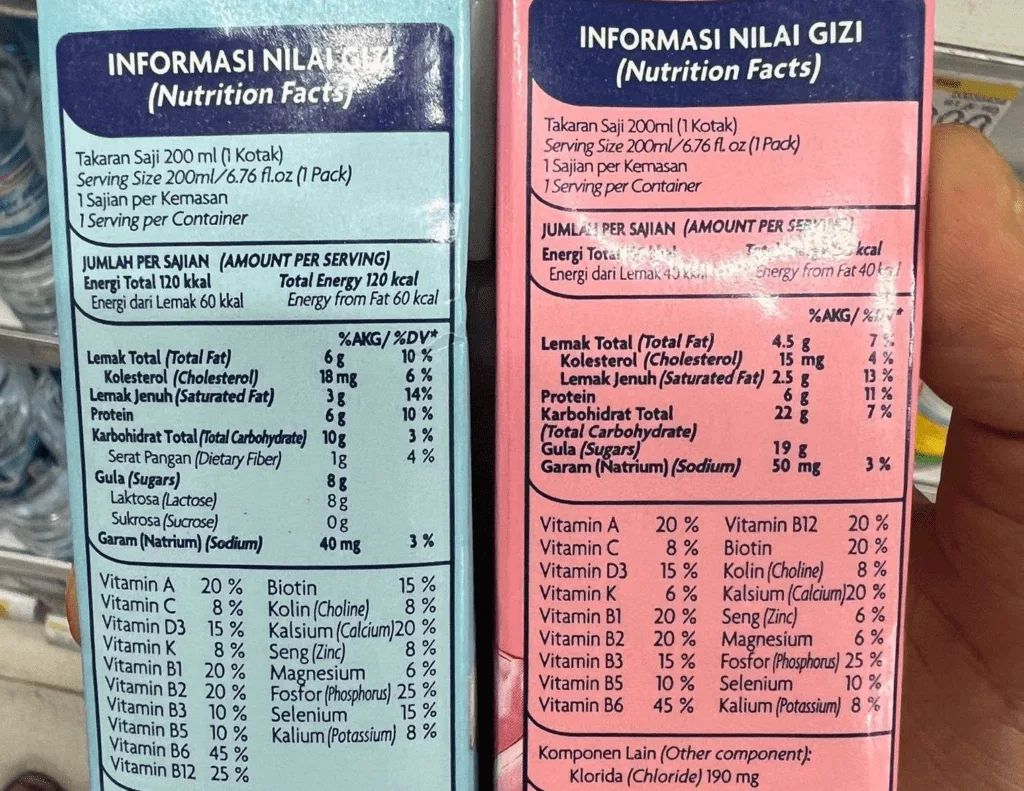 INFORMASI NILAI GIZI
(Nutrition Facts)
Takaran Saji 200 ml (1 Kotak)
Serving Size 200ml/6.76 fl.oz (1 Pack)
1 Sajian per Kemasan
1 Serving per Container
JUMLAH PER SAJIAN (AMOUNT PER SERVING)
Energi Total 120 kkal Total Energy 120 kcal
Energi dari Lemak 60 kkal Energy from Fat 60 kcal
%AKG/%DV*
Lemak Total (Total Fat) 6 g 10 %
Kolesterol (Cholesterol) 18 mg 6 %
Lemak Jenuh (Saturated Fat) 3 g 14%
Protein 6 g 10 %
Karbohidrat Total (Total Carbohydrate) 10 g 3 %
Serat Pangan (Dietary Fiber) 1g 4 %
Gula (Sugars) 8 g
Laktosa (Lactose) 8 g
Sukrosa (Sucrose) 0 g
Garam (Natrium) (Sodium) 40 mg 3 %
Vitamin A 20 % Biotin 15 %
Vitamin C 8 % Kolin (Choline) 8 %
Vitamin D3 15 % Kalsium (Calcium) 20 %
Vitamin K 8 % Seng (Zinc) 8 %
Vitamin B1 20 % Magnesium 6 %
Vitamin B2 20 % Fosfor (Phosphorus) 25 %
Vitamin B3 10 % Selenium 15 %
Vitamin B5 10 % Kalium (Potassium) 8 %
Vitamin B6 45 %
Vitamin B12 25 %
INFORMASI NILAI GIZI
(Nutrition Facts)
Takaran Saji 200ml (1 Kotak)
Serving Size 200ml/6.76 fl. oz (1 Pack)
1 Sajian per Kemasan
1 Serving per Container
JUMLAH PER SAJIAN (AMOUNT PER SERVING)
Energi Total kcal
Energi dari Lemak 40 Energy from Fat 40
%AKG/%DV*
Lemak Total (Total Fat) 4.5 g 7 %
Kolesterol (Cholesterol) 15 mg 4 %
Lemak Jenuh (Saturated Fat) 2.5 g 13 %
Protein 6 g 11 %
Karbohidrat Total 22 g 7 %
(Total Carbohydrate)
Gula (Sugars) 19 g
Garam (Natrium) (Sodium) 50 mg 3 %
Vitamin A 20 % Vitamin B12 20 %
Vitamin C 8 % Biotin 20 %
Vitamin D3 15 % Kolin (Choline) 8 %
Vitamin K 6 % Kalsium (Calcium) 20 %
Vitamin B1 20 % Seng (Zinc) 6 %
Vitamin B2 20 % Magnesium 6 %
Vitamin B3 15 % Fosfor (Phosphorus) 25 %
Vitamin B5 10 % Selenium 10 %
Vitamin B6 45 % Kalium (Potassium) 8 %
Komponen Lain (Other component):
Klorida (Chloride) 190 mg